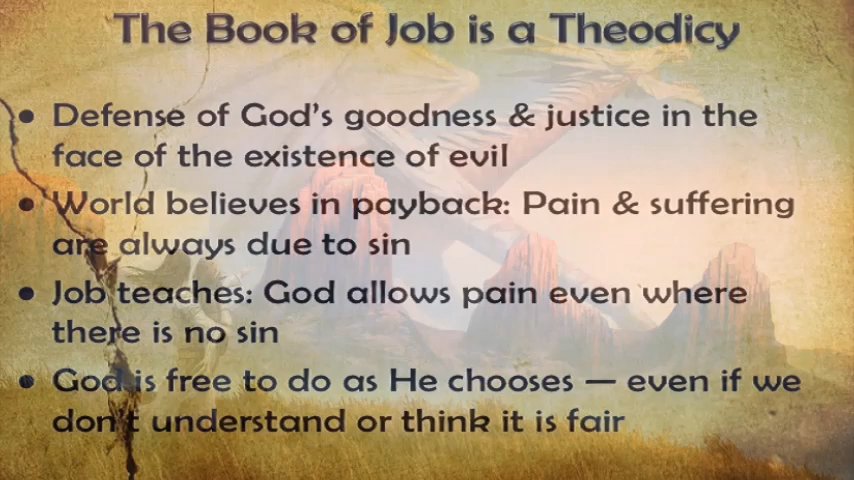 The Book of Job is a Theodicy
• Defense of God's goodness & justice in the
face of the existence of evil
• World believes in payback: Pain & suffering
are always due to sin
• Job teaches: God allows pain even where
there is no sin
• God is free to do as He chooses — even if we
don't understand or think it is fair